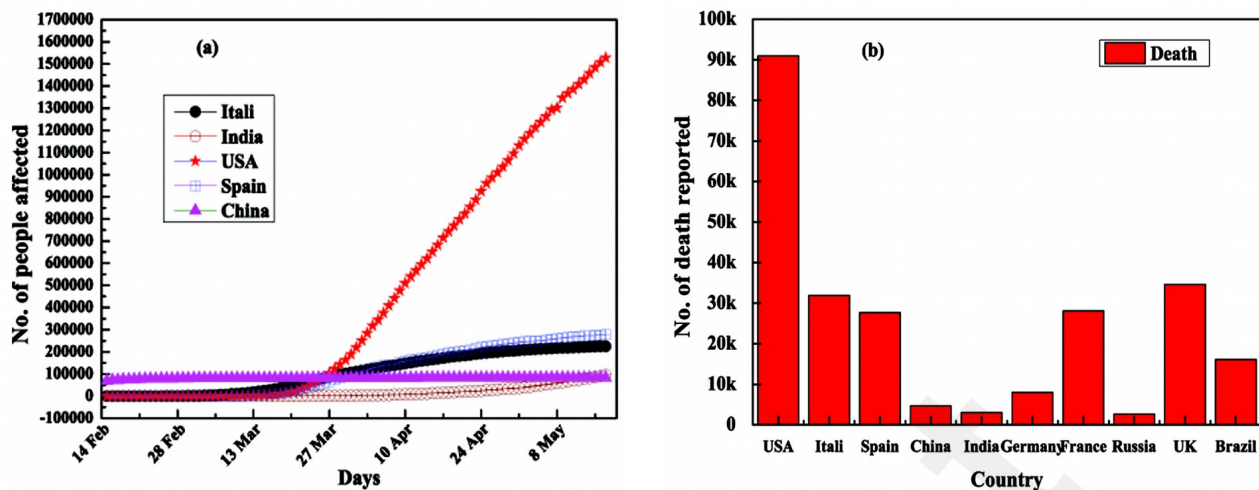 (a)
No. of people affected
1700000
1600000
1500000
1400000
1300000
1200000
1100000
1000000
900000
800000
700000
600000
500000
400000
300000
200000
100000
0
-100000
Itali
India
USA
Spain
China
14 Feb
28 Feb
13 Mar
27 Mar
10 Apr
24 Apr
8 May
Days
(b)
Death
No. of death reported
100k
90k
80k
70k
60k
50k
40k
30k
20k
10k
0
USA Itali Spain China India Germany France Russia UK Brazil
Country